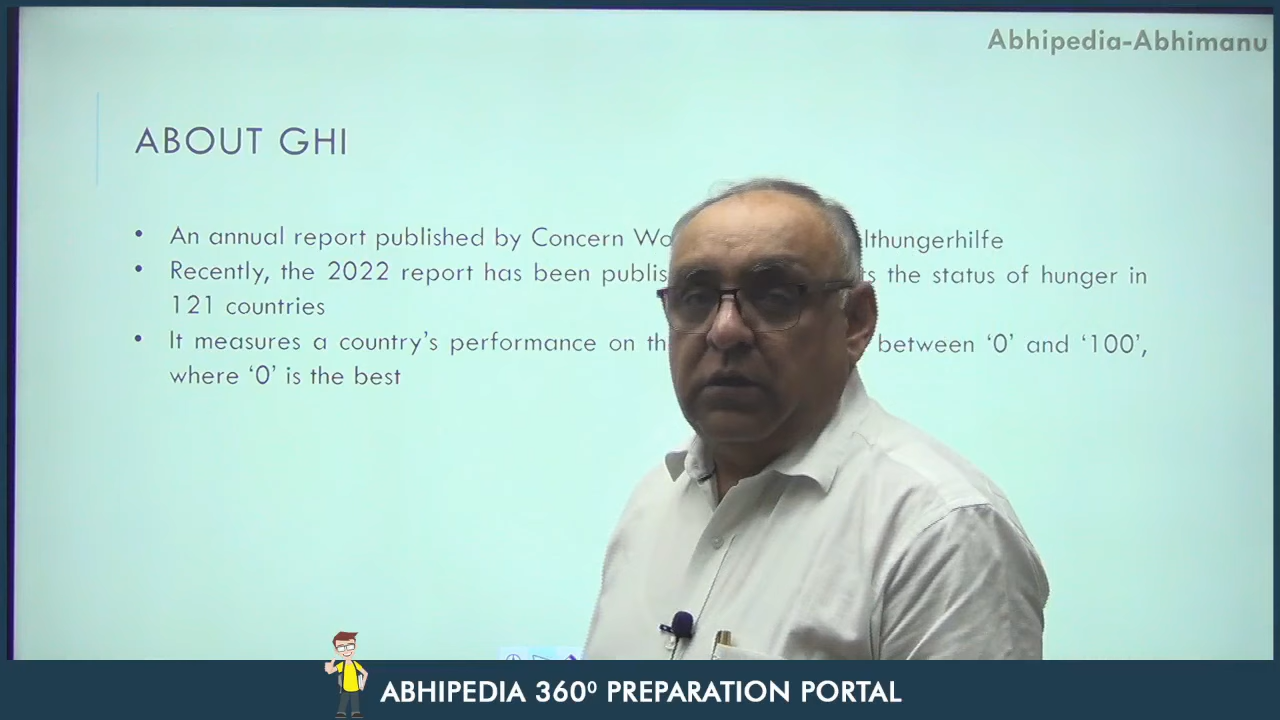 Abhipedia-Abhimanu
ABOUT GHI
• An annual report published by Concern Wo lthungerhilfe
• Recently, the 2022 report has been publis s the status of hunger in
121 countries
• It measures a country's performance on th between ‘0’ and ‘100’,
where ‘0’ is the best
ABHIPEDIA 360⁰ PREPARATION PORTAL